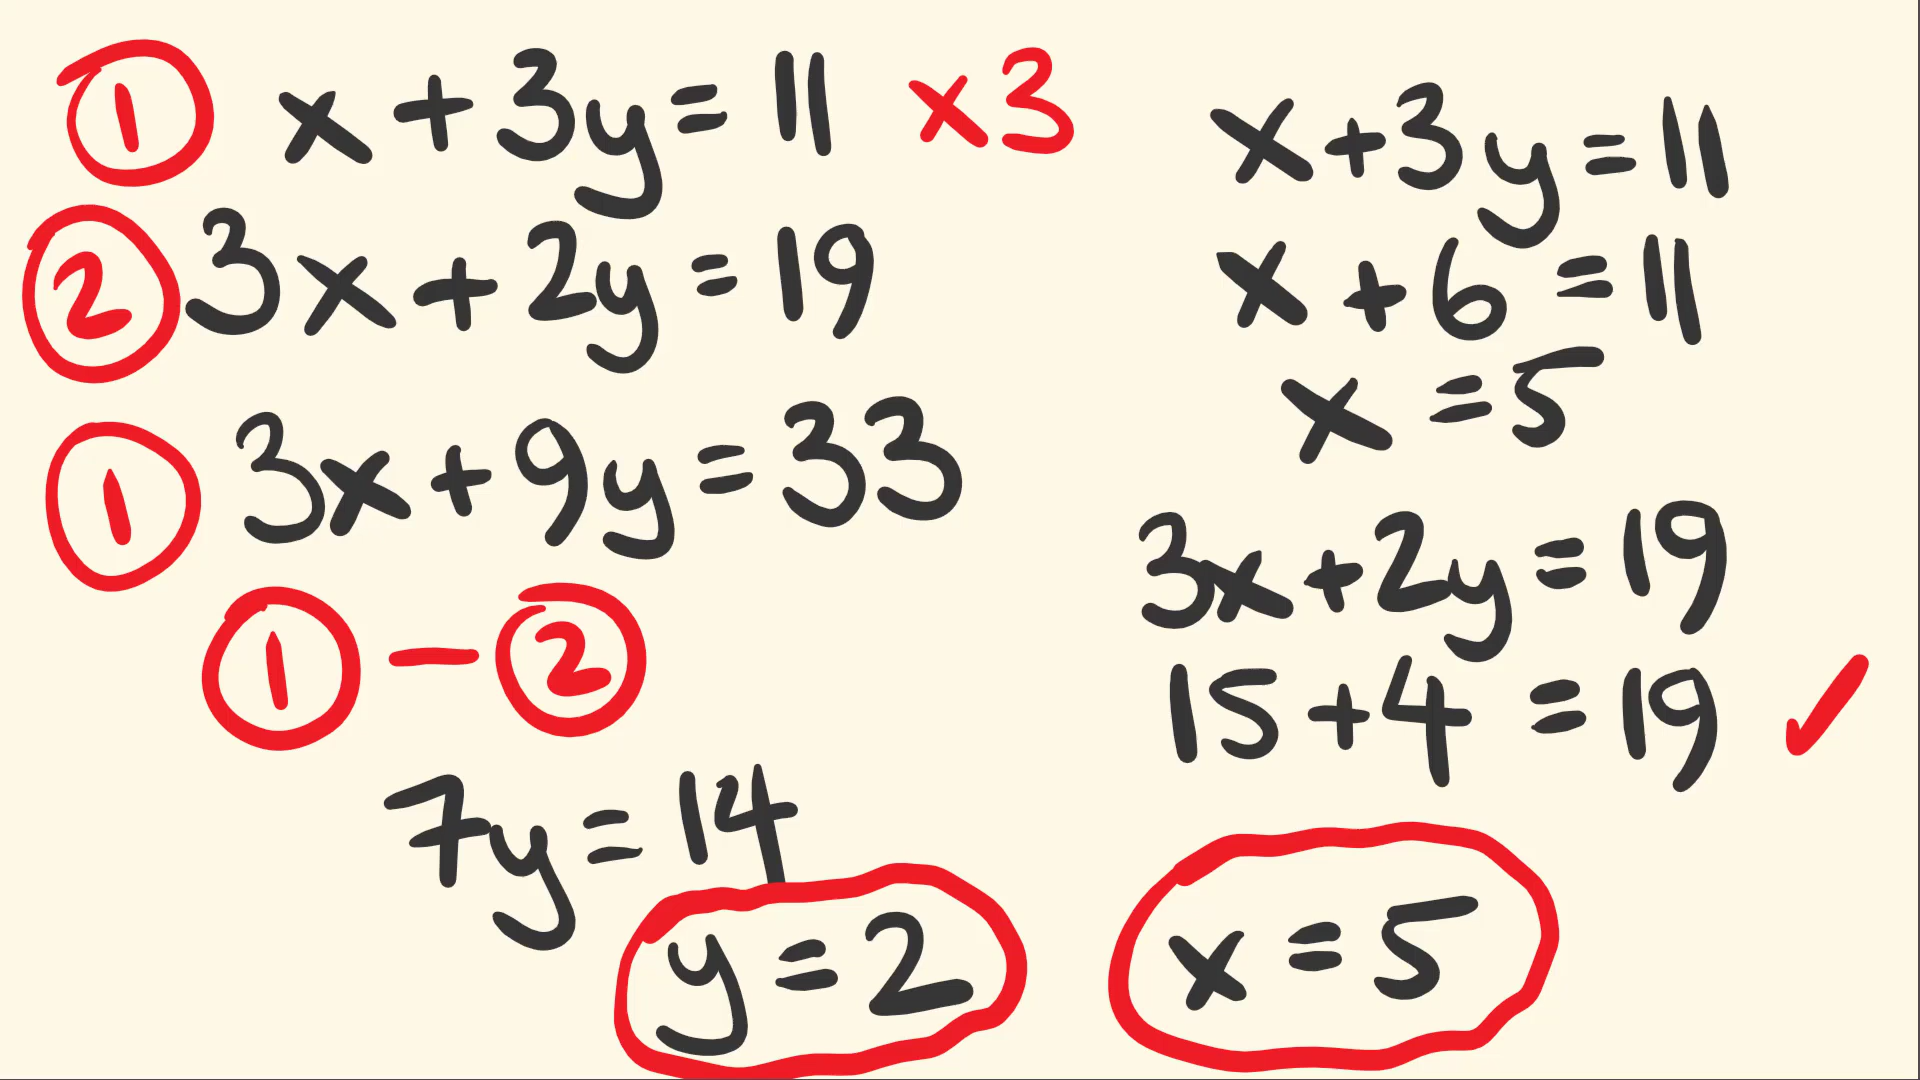 1 x + 3y = 11 x3
2 3x + 2y = 19
1 3x + 9y = 33
1 - 2
7y = 14
y = 2
x + 3y = 11
x + 6 = 11
x = 5
3x + 2y = 19
15 + 4 = 19 ✓
x = 5